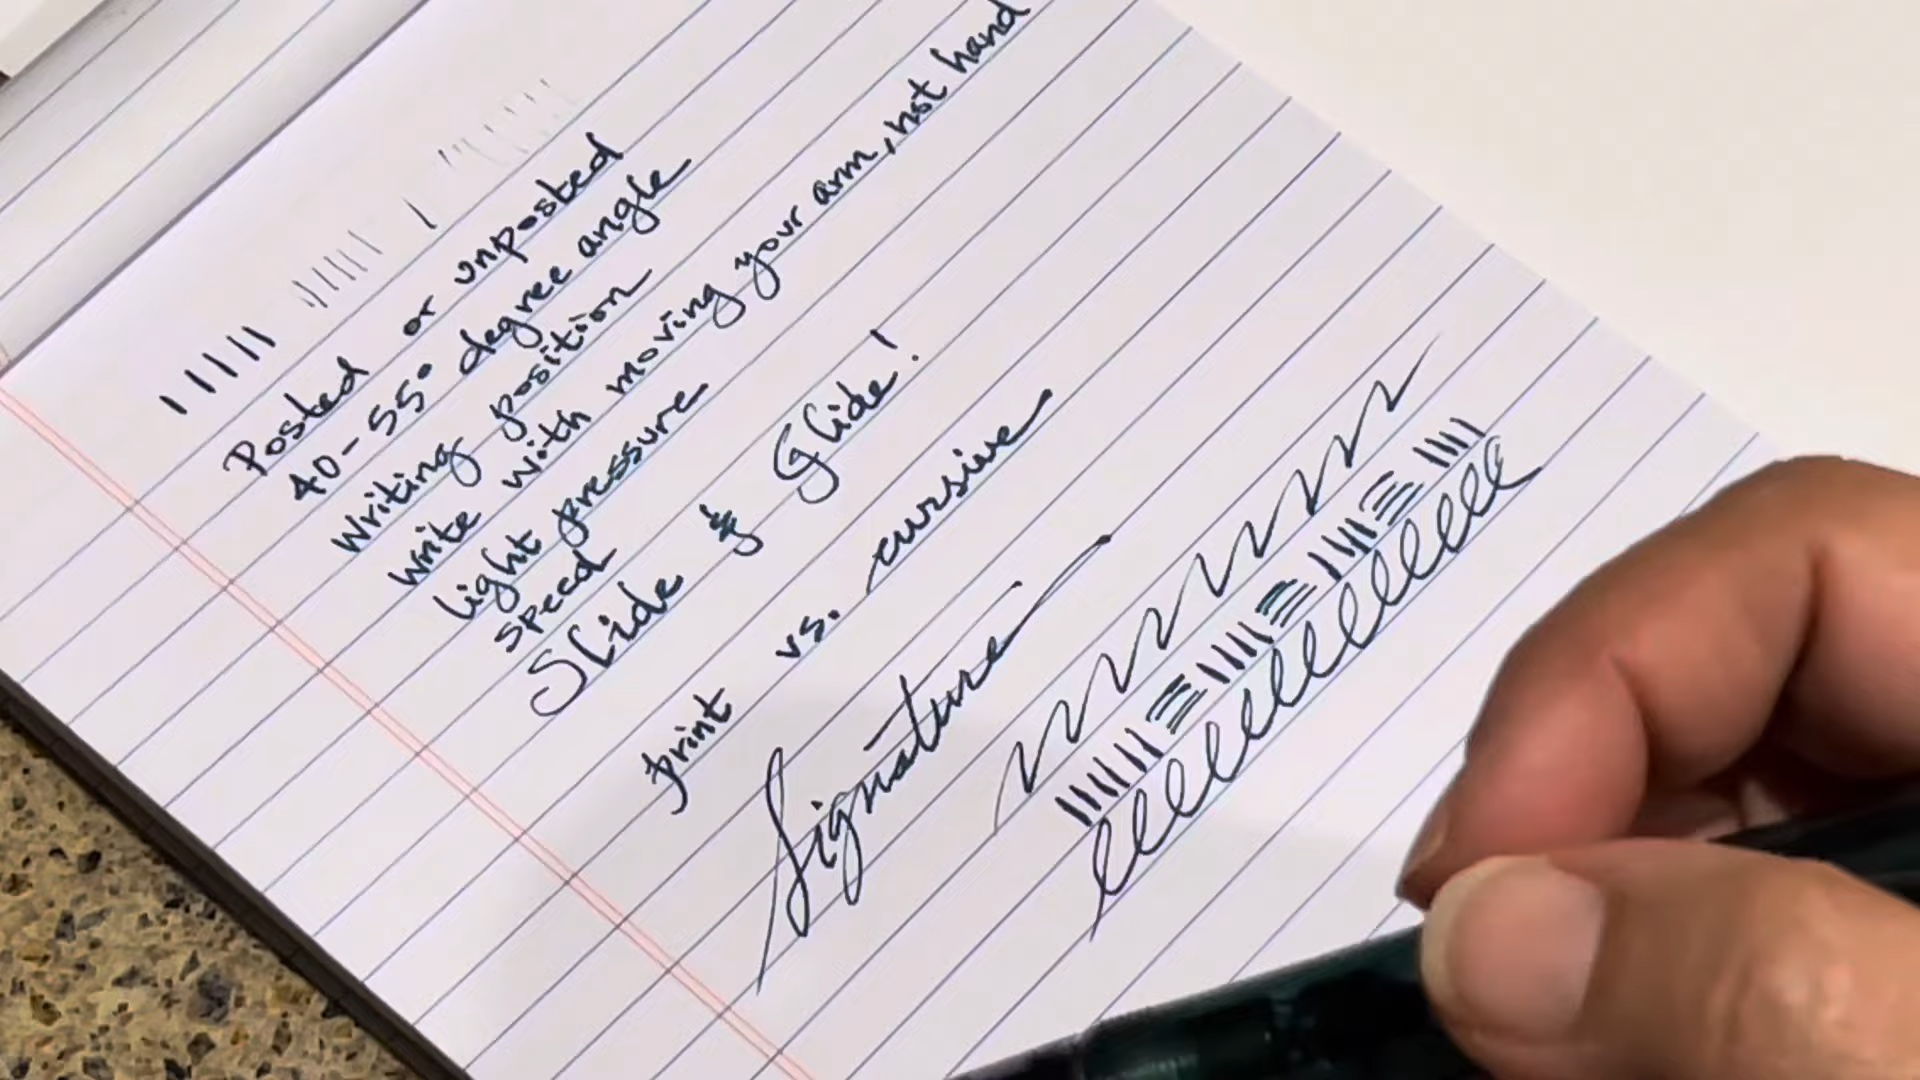 Posted or unposted
40-55° degree angle
Writing position
write with moving your arm, not hand
light pressure
speed
Slide & Glide!
print vs. cursive
Signature